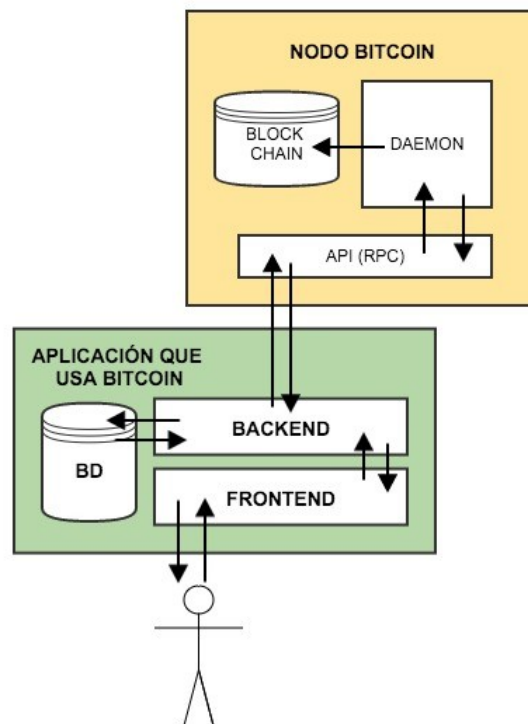 NODO BITCOIN
BLOCK
CHAIN
DAEMON
API (RPC)
APLICACIÓN QUE
USA BITCOIN
BACKEND
BD
FRONTEND